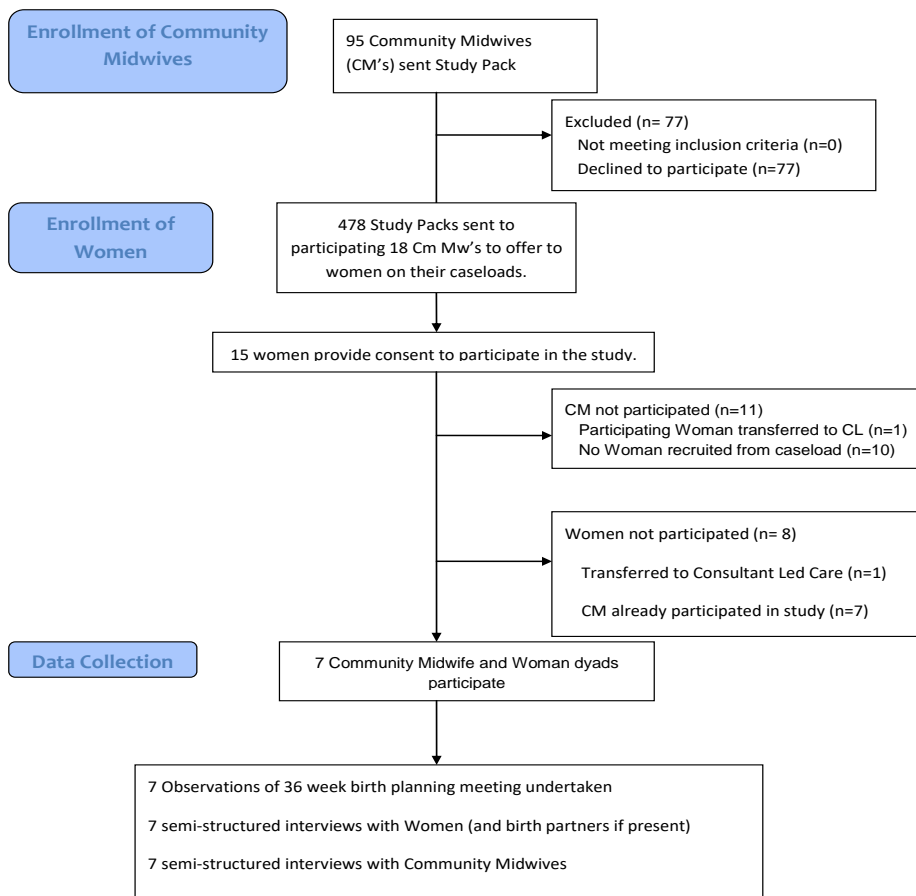 Enrollment of Community
Midwives
95 Community Midwives
(CM's) sent Study Pack
Excluded (n= 77)
Not meeting inclusion criteria (n=0)
Declined to participate (n=77)
Enrollment of
Women
478 Study Packs sent to
participating 18 Cm Mw's to offer to
women on their caseloads.
15 women provide consent to participate in the study.
CM not participated (n=11)
Participating Woman transferred to CL (n=1)
No Woman recruited from caseload (n=10)
Women not participated (n= 8)
Transferred to Consultant Led Care (n=1)
CM already participated in study (n=7)
Data Collection
7 Community Midwife and Woman dyads
participate
7 Observations of 36 week birth planning meeting undertaken
7 semi-structured interviews with Women (and birth partners if present)
7 semi-structured interviews with Community Midwives